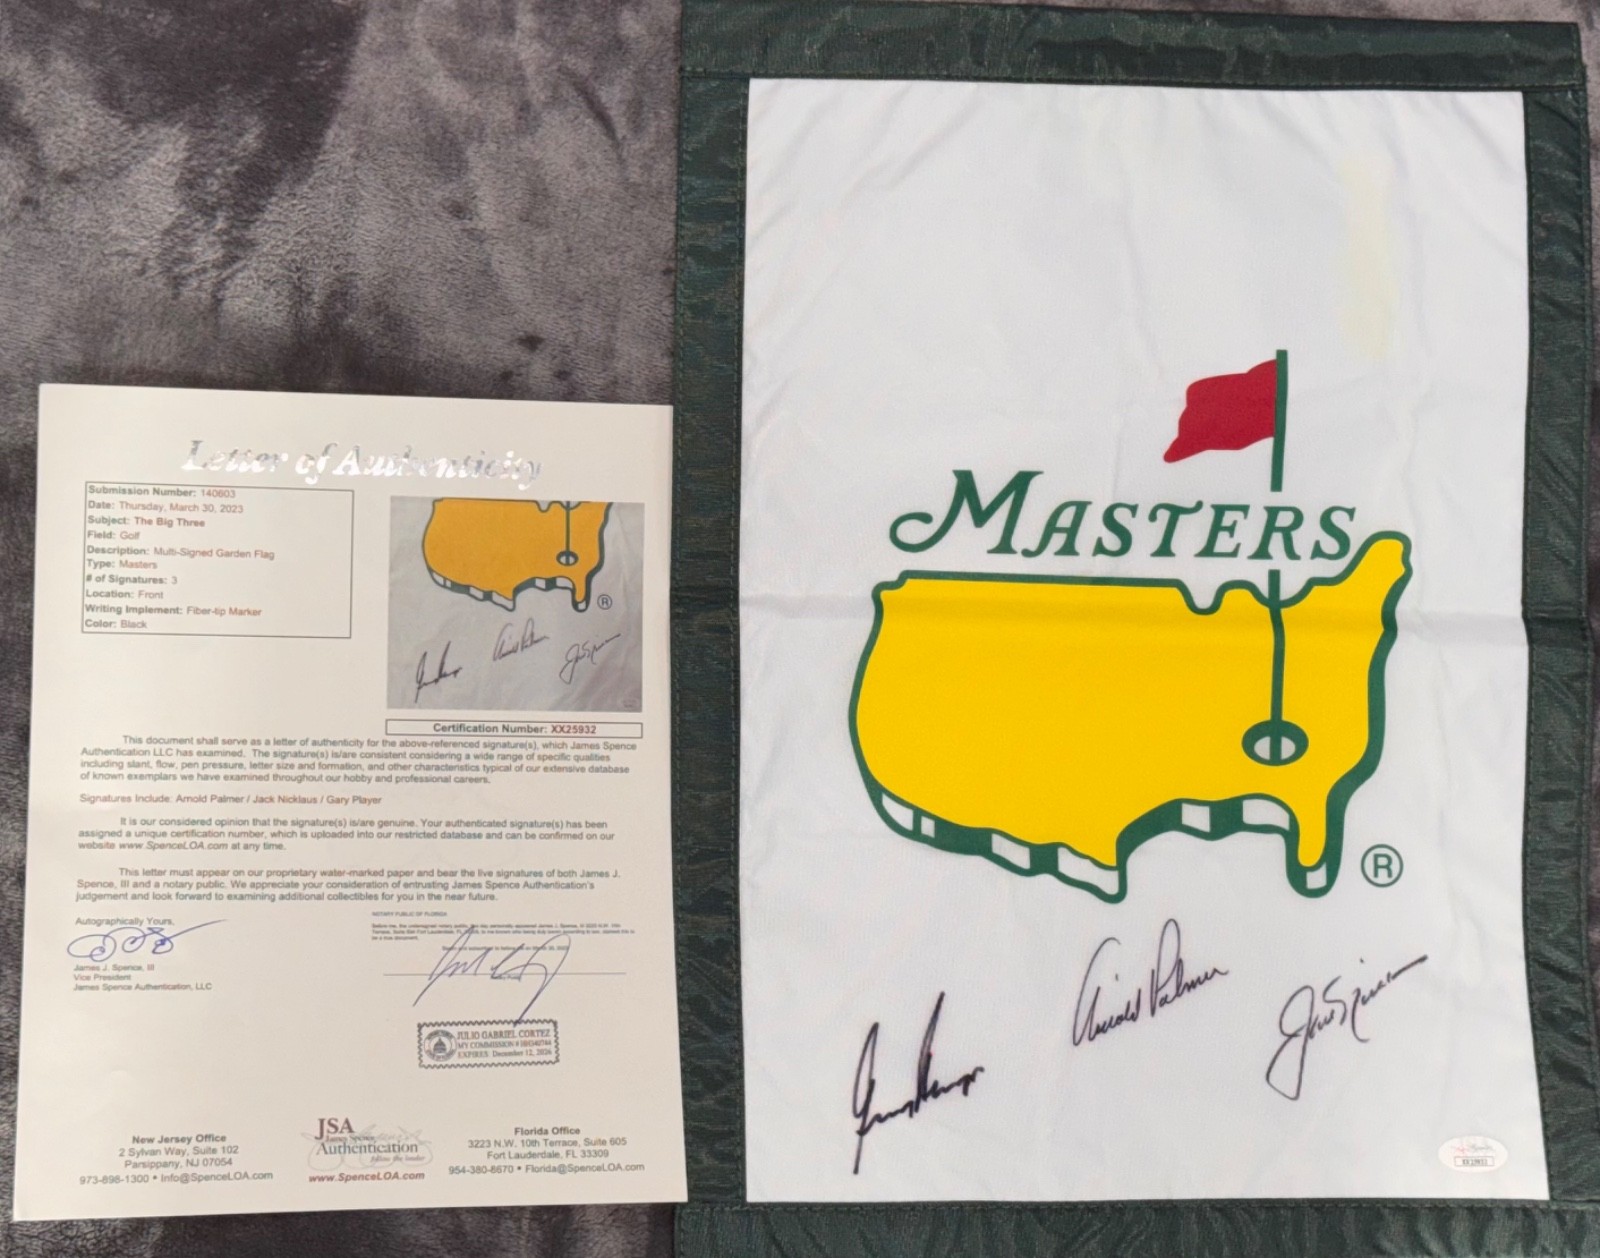 Letter of Authenticity
Submission Number: 140603
Date: Thursday, March 30, 2023
Subject: The Big Three
Field: Golf
Description: Multi-Signed Garden Flag
Type: Masters
# of Signatures: 3
Location: Front
Writing Implement: Fiber-tip Marker
Color: Black
®
Arnold Palmer
Certification Number: XX25932
This document shall serve as a letter of authenticity for the above-referenced signature(s), which James Spence
Authentication LLC has examined. The signature(s) is/are consistent considering a wide range of specific qualities
including slant, flow, pen pressure, letter size and formation, and other characteristics typical of our extensive database
of known exemplars we have examined throughout our hobby and professional careers.
Signatures Include: Arnold Palmer / Jack Nicklaus / Gary Player
It is our considered opinion that the signature(s) is/are genuine. Your authenticated signature(s) has been
assigned a unique certification number, which is uploaded into our restricted database and can be confirmed on our
website www.SpenceLOA.com at any time.
This letter must appear on our proprietary water-marked paper and bear the live signatures of both James J.
Spence, III and a notary public. We appreciate your consideration of entrusting James Spence Authentication's
judgement and look forward to examining additional collectibles for you in the near future.
Autographically Yours,
James J. Spence, III
Vice President
James Spence Authentication, LLC
NOTARY PUBLIC OF FLORIDA
JULIO GABRIEL CORTEZ
MY COMMISSION #
EXPIRES: December 12, 2026
New Jersey Office
2 Sylvan Way, Suite 102
Parsippany, NJ 07054
973-898-1300 • Info@SpenceLOA.com
JSA
James Spence
Authentication
follow the leader
www.SpenceLOA.com
Florida Office
3223 N.W. 10th Terrace, Suite 605
Fort Lauderdale, FL 33309
954-380-8670 • Florida@SpenceLOA.com
MASTERS
®
Arnold Palmer
XX25932